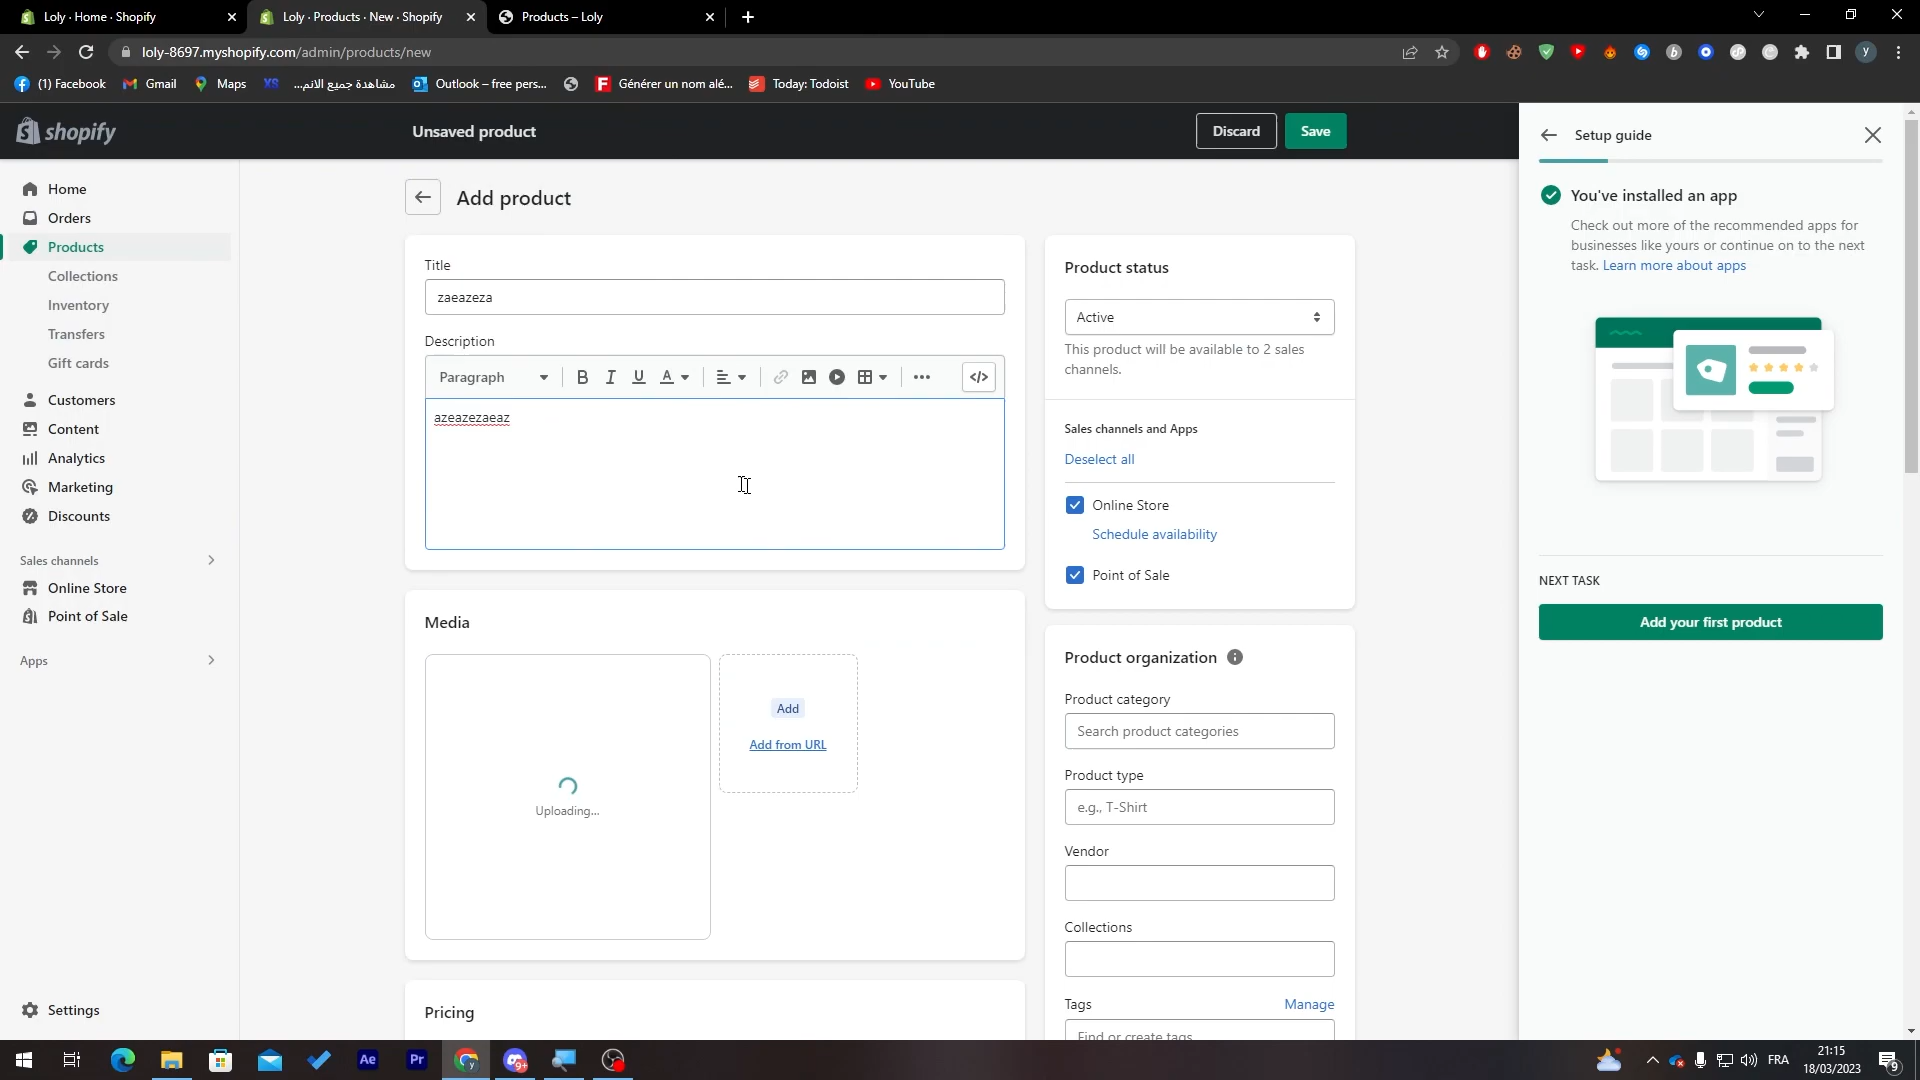 Loly · Home · Shopify
Loly · Products · New · Shopify
Products – Loly
loly-8697.myshopify.com/admin/products/new
(1) Facebook
Gmail
Maps
XS
مشاهدة جميع الانم...
Outlook – free pers...
Générer un nom alé...
Today: Todoist
YouTube
shopify
Unsaved product
Discard
Save
Setup guide
Home
Orders
Products
Collections
Inventory
Transfers
Gift cards
Customers
Content
Analytics
Marketing
Discounts
Sales channels
Online Store
Point of Sale
Apps
Settings
Add product
Title
zaeazeza
Description
Paragraph
B I U A
</>
azeazezaeaz
Media
Uploading...
Add
Add from URL
Pricing
Product status
Active
This product will be available to 2 sales
channels.
Sales channels and Apps
Deselect all
Online Store
Schedule availability
Point of Sale
Product organization
Product category
Search product categories
Product type
e.g., T-Shirt
Vendor
Collections
Tags
Manage
Find or create tags
You've installed an app
Check out more of the recommended apps for
businesses like yours or continue on to the next
task. Learn more about apps
NEXT TASK
Add your first product
Ae
Pr
9+
FRA
21:15
18/03/2023
9